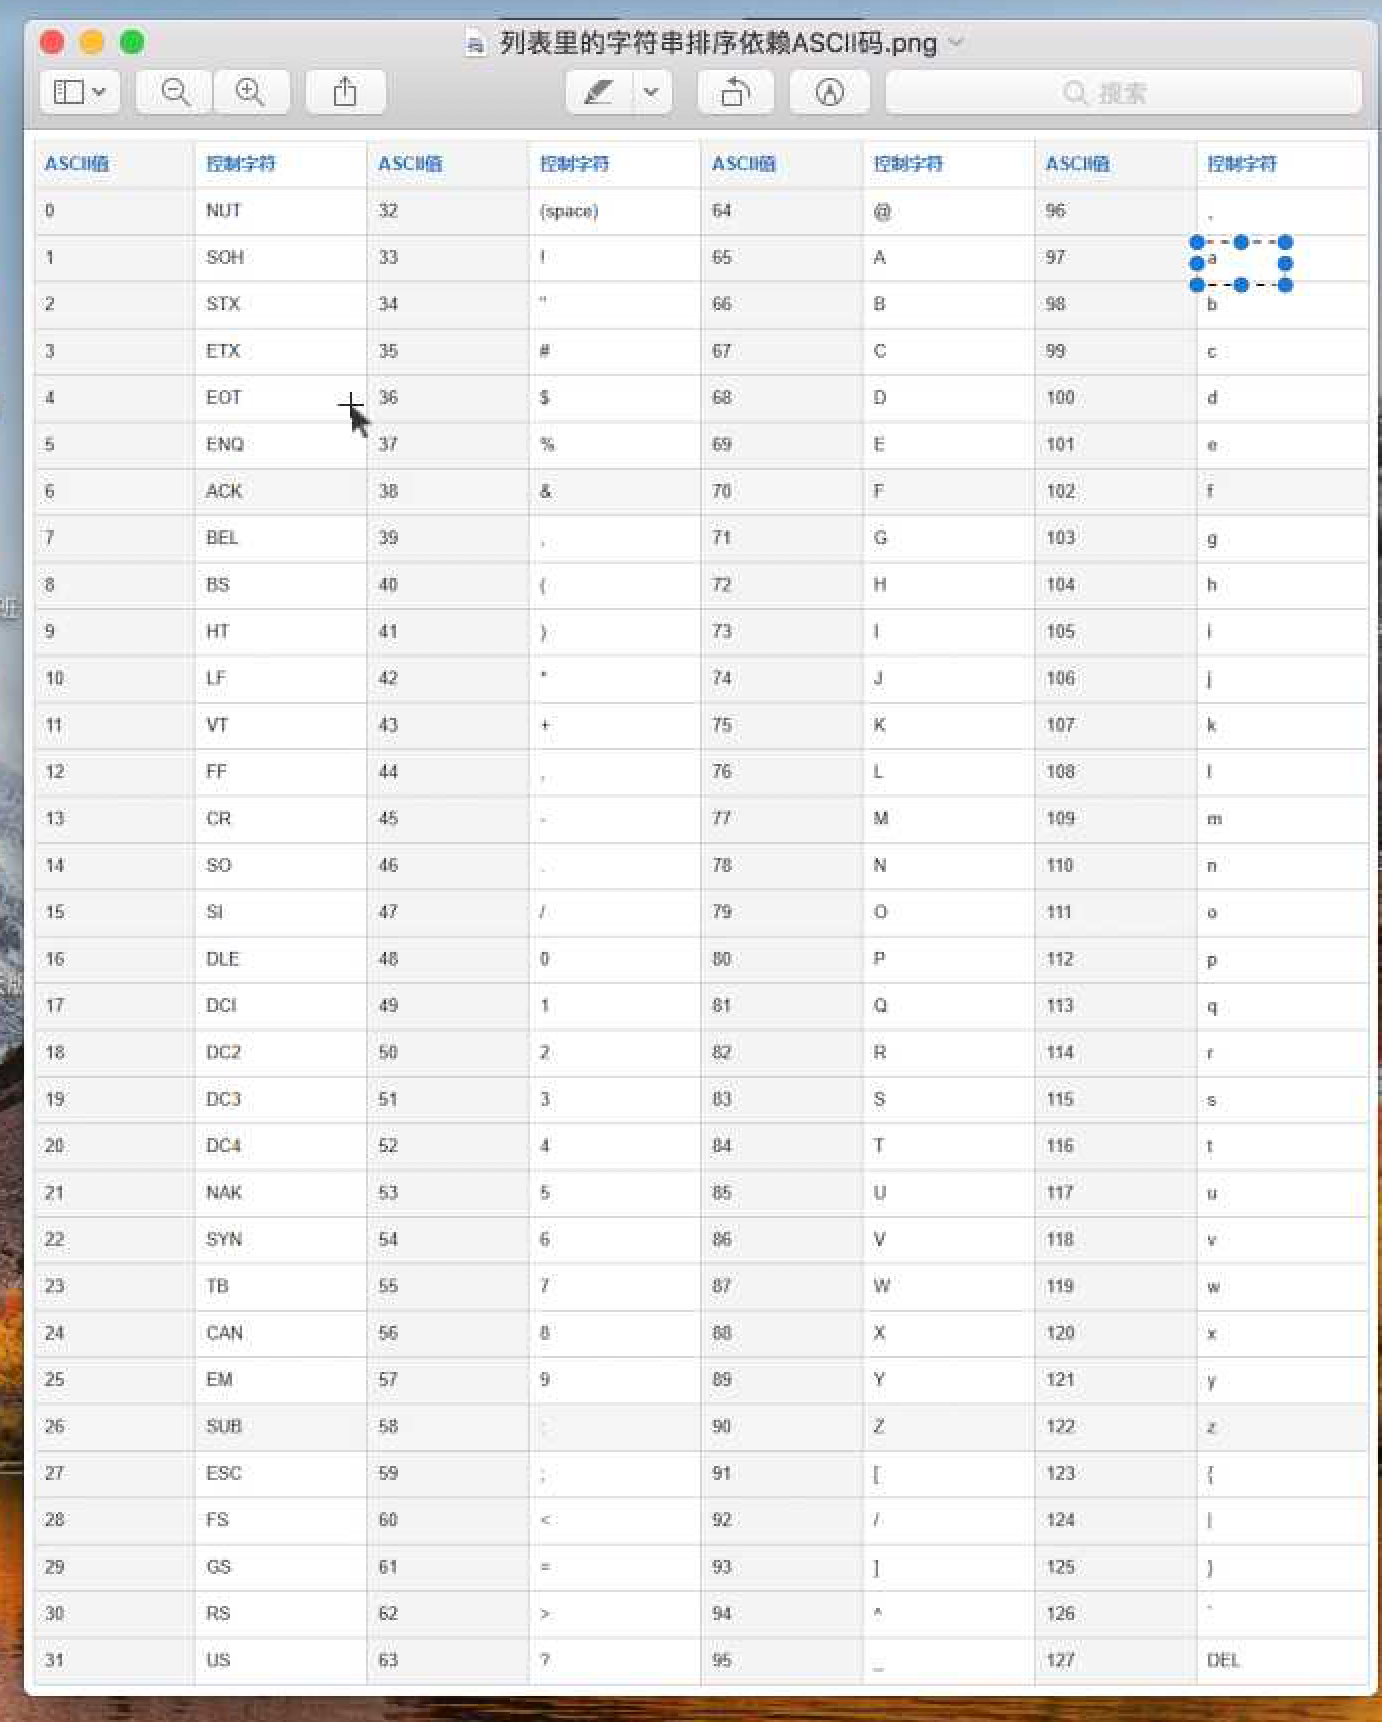 列表里的字符串排序依赖ASCII码.png
搜索
ASCII值 控制字符 ASCII值 控制字符 ASCII值 控制字符 ASCII值 控制字符
0 NUT 32 (space) 64 @ 96 、
1 SOH 33 ! 65 A 97 a
2 STX 34 " 66 B 98 b
3 ETX 35 # 67 C 99 c
4 EOT 36 $ 68 D 100 d
5 ENQ 37 % 69 E 101 e
6 ACK 38 & 70 F 102 f
7 BEL 39 , 71 G 103 g
8 BS 40 ( 72 H 104 h
9 HT 41 ) 73 I 105 i
10 LF 42 * 74 J 106 j
11 VT 43 + 75 K 107 k
12 FF 44 , 76 L 108 l
13 CR 45 - 77 M 109 m
14 SO 46 . 78 N 110 n
15 SI 47 / 79 O 111 o
16 DLE 48 0 80 P 112 p
17 DCI 49 1 81 Q 113 q
18 DC2 50 2 82 R 114 r
19 DC3 51 3 83 S 115 s
20 DC4 52 4 84 T 116 t
21 NAK 53 5 85 U 117 u
22 SYN 54 6 86 V 118 v
23 TB 55 7 87 W 119 w
24 CAN 56 8 88 X 120 x
25 EM 57 9 89 Y 121 y
26 SUB 58 : 90 Z 122 z
27 ESC 59 ; 91 [ 123 {
28 FS 60 < 92 / 124 |
29 GS 61 = 93 ] 125 }
30 RS 62 > 94 ^ 126 `
31 US 63 ? 95 _ 127 DEL